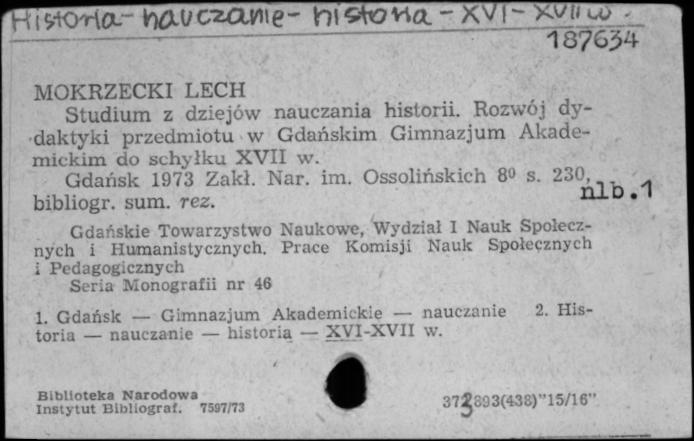 Historia - nauczanie - historia - XVI - XVII w.
187634
MOKRZECKI LECH
Studium z dziejów nauczania historii. Rozwój dy-
daktyki przedmiotu w Gdańskim Gimnazjum Akade-
mickim do schyłku XVII w.
Gdańsk 1973 Zakł. Nar. im. Ossolińskich 8º s. 230,
nlb. 1
bibliogr. sum. rez.
Gdańskie Towarzystwo Naukowe, Wydział I Nauk Społecz-
nych i Humanistycznych. Prace Komisji Nauk Społecznych
i Pedagogicznych
Seria Monografii nr 46
1. Gdańsk — Gimnazjum Akademickie — nauczanie 2. His-
toria — nauczanie — historia — XVI-XVII w.
Biblioteka Narodowa
Instytut Bibliograf. 7597/73
373893(438)"15/16"